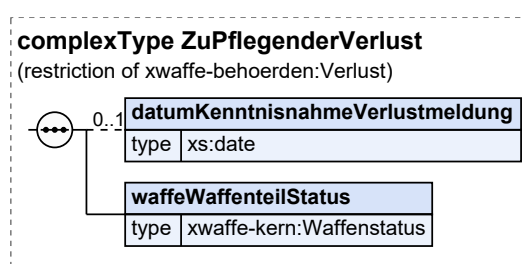 complexType ZuPflegenderVerlust
(restriction of xwaffe-behoerden:Verlust)
0..1
datumKenntnisnahmeVerlustmeldung
type xs:date
waffeWaffenteilStatus
type xwaffe-kern:Waffenstatus